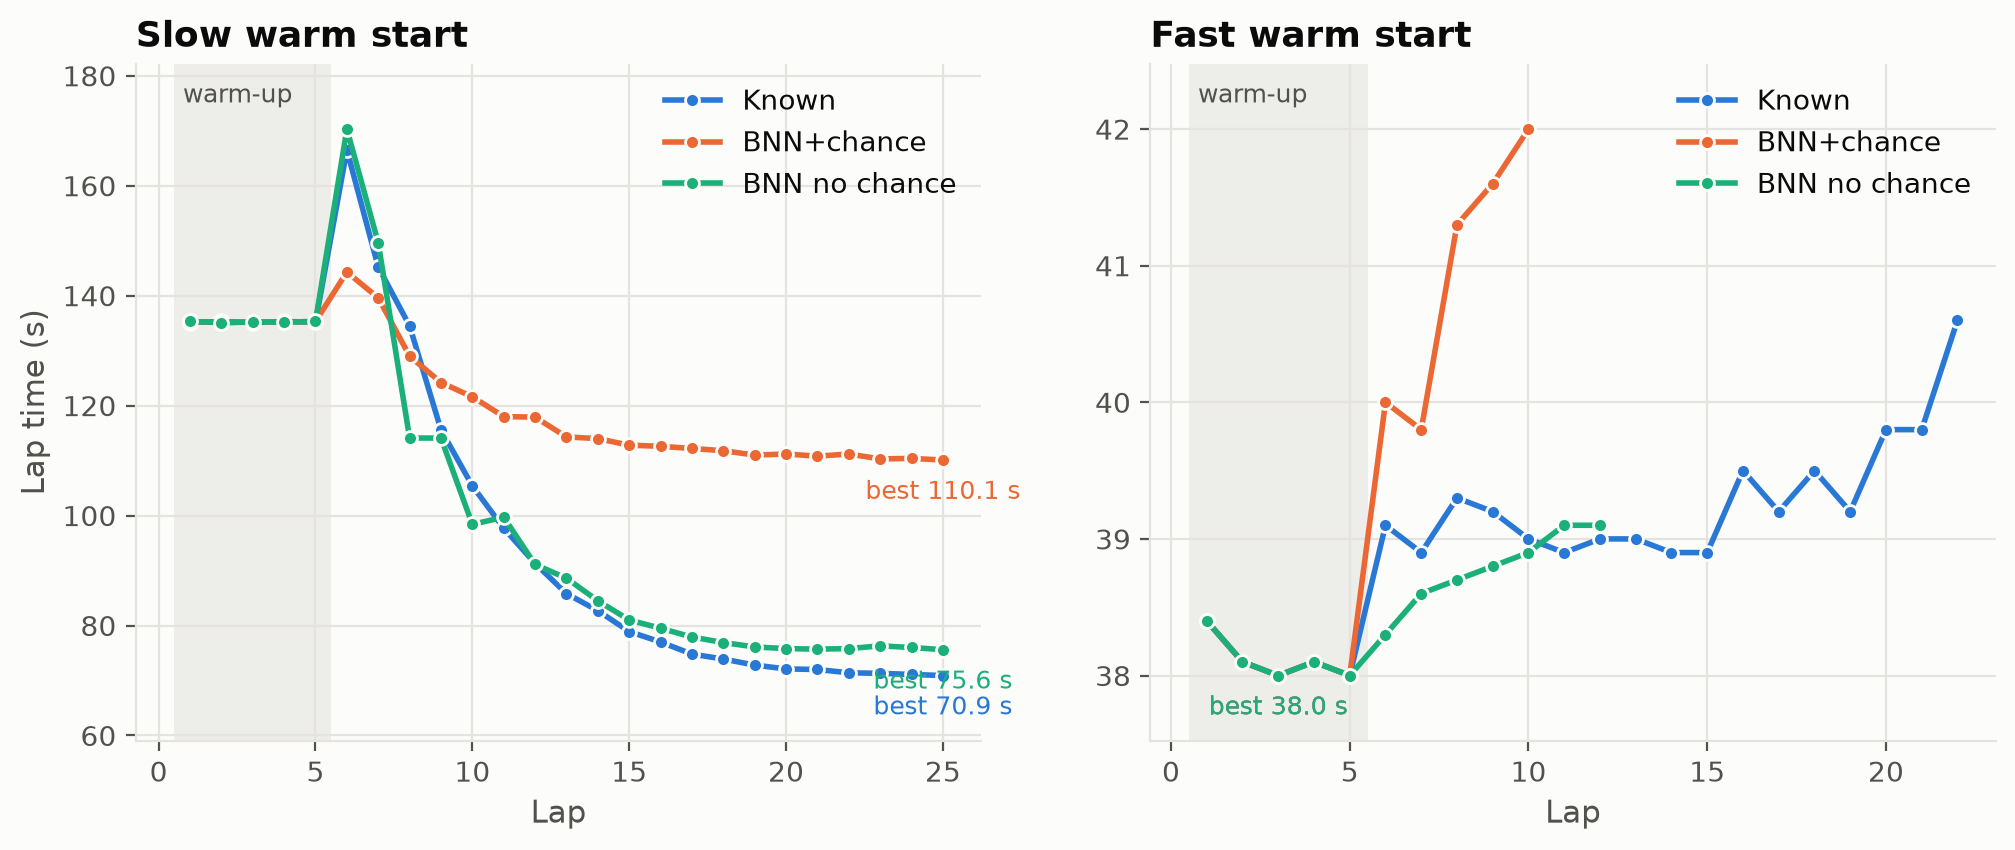 Slow warm start
180
160
140
120
100
80
60
Lap time (s)
warm-up
Known
BNN+chance
BNN no chance
best 110.1 s
best 75.6 s
best 70.9 s
0 5 10 15 20 25
Lap
Fast warm start
42
41
40
39
38
warm-up
Known
BNN+chance
BNN no chance
best 38.0 s
0 5 10 15 20
Lap